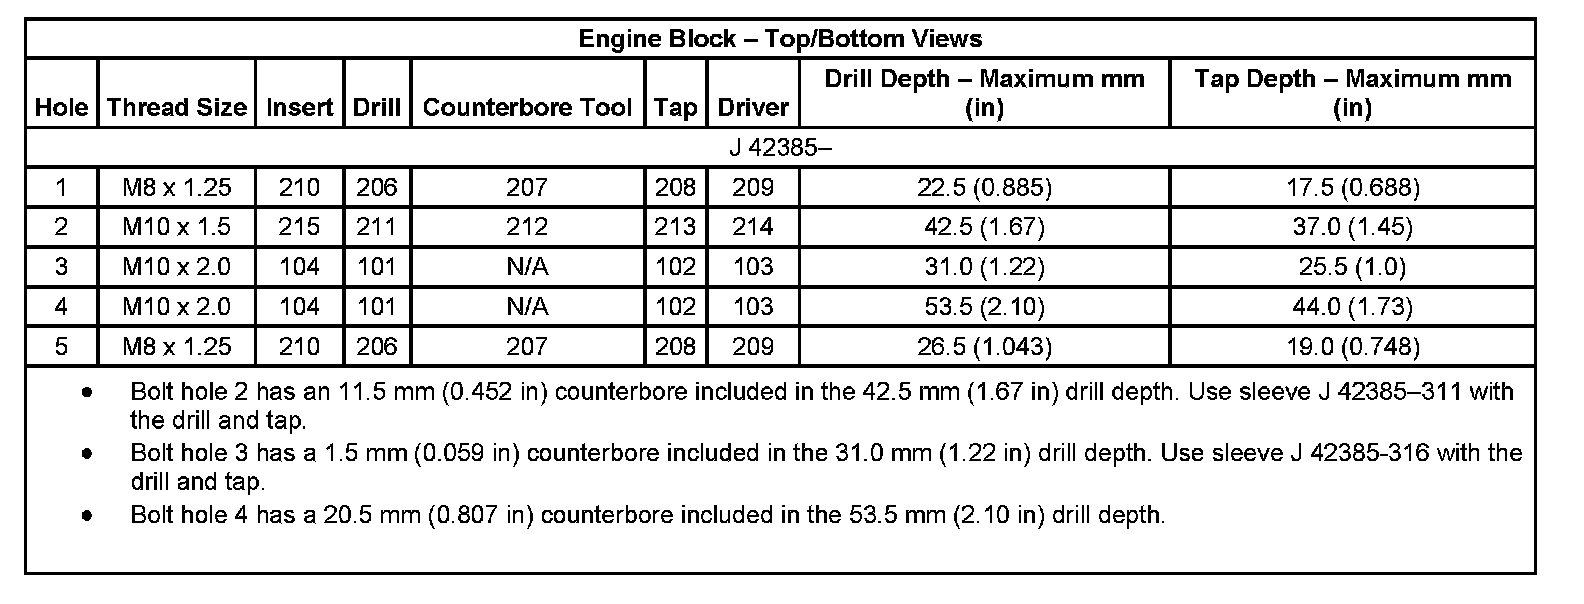 Engine Block – Top/Bottom Views
Hole Thread Size Insert Drill Counterbore Tool Tap Driver Drill Depth – Maximum mm (in) Tap Depth – Maximum mm (in)
J 42385–
1 M8 x 1.25 210 206 207 208 209 22.5 (0.885) 17.5 (0.688)
2 M10 x 1.5 215 211 212 213 214 42.5 (1.67) 37.0 (1.45)
3 M10 x 2.0 104 101 N/A 102 103 31.0 (1.22) 25.5 (1.0)
4 M10 x 2.0 104 101 N/A 102 103 53.5 (2.10) 44.0 (1.73)
5 M8 x 1.25 210 206 207 208 209 26.5 (1.043) 19.0 (0.748)
• Bolt hole 2 has an 11.5 mm (0.452 in) counterbore included in the 42.5 mm (1.67 in) drill depth. Use sleeve J 42385–311 with
the drill and tap.
• Bolt hole 3 has a 1.5 mm (0.059 in) counterbore included in the 31.0 mm (1.22 in) drill depth. Use sleeve J 42385-316 with the
drill and tap.
• Bolt hole 4 has a 20.5 mm (0.807 in) counterbore included in the 53.5 mm (2.10 in) drill depth.